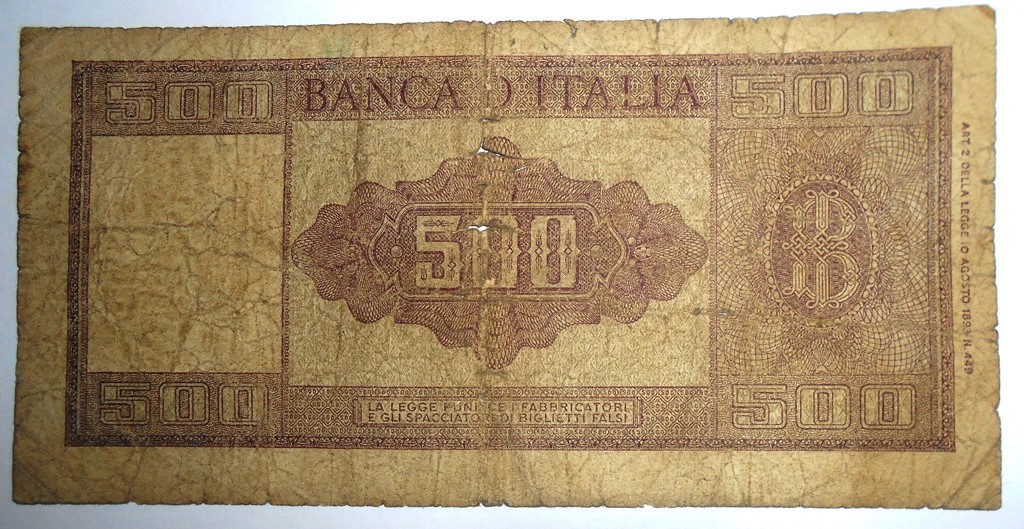 500 BANCA D'ITALIA 500
500
B
500 500
LA LEGGE PUNISCE I FABBRICATORI
E GLI SPACCIATORI DI BIGLIETTI FALSI
ART. 2 DELLA LEGGE 10 AGOSTO 1893 N. 449